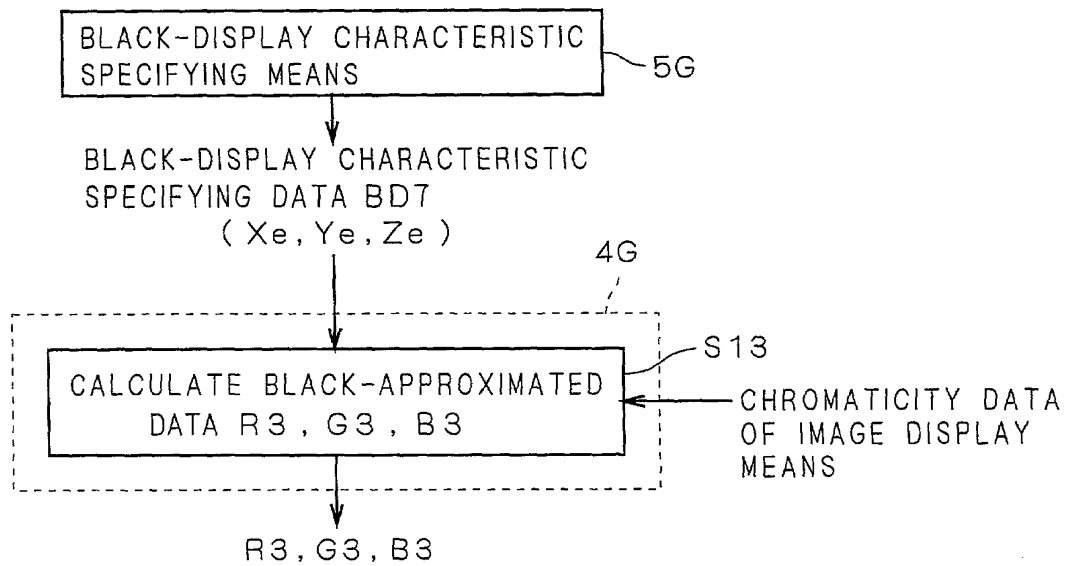 BLACK-DISPLAY CHARACTERISTIC
SPECIFYING MEANS
5G
BLACK-DISPLAY CHARACTERISTIC
SPECIFYING DATA BD7
(Xe, Ye, Ze)
4G
S13
CALCULATE BLACK-APPROXIMATED
DATA R3, G3, B3
CHROMATICITY DATA
OF IMAGE DISPLAY
MEANS
R3, G3, B3